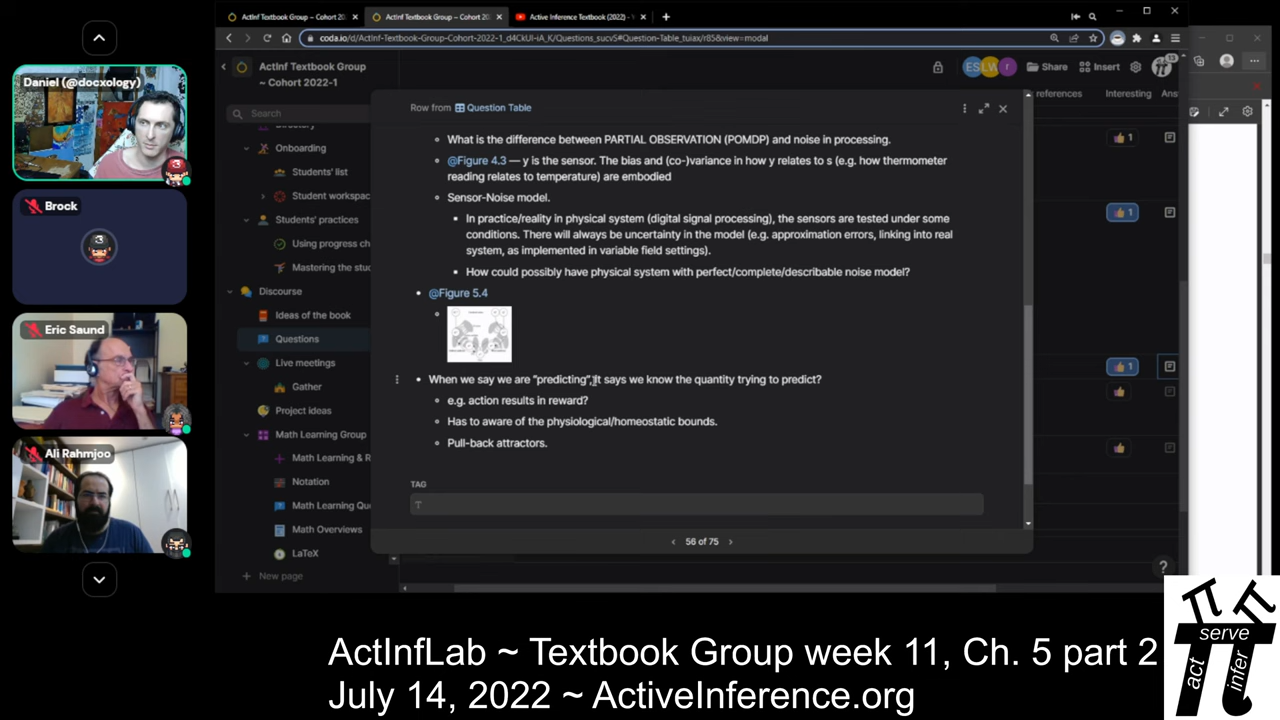 ActInf Textbook Group ~ Cohort 2022
ActInf Textbook Group ~ Cohort 2022
Active Inference Textbook (2022) -
coda.io/d/ActInf-Textbook-Group-Cohort-2022-1_d4CkUI-iA_K/Questions_sucv5#Question-Table_tuiax/r85&view=modal
ActInf Textbook Group
~ Cohort 2022-1
ES
LW
r
Share
Insert
13
Search
Directory
Onboarding
Students' list
Student workspac
Students' practices
Using progress ch
Mastering the stu
Discourse
Ideas of the book
Questions
Live meetings
Gather
Project ideas
Math Learning Group
Math Learning & R
Notation
Math Learning Qu
Math Overviews
LaTeX
New page
Row from Question Table
What is the difference between PARTIAL OBSERVATION (POMDP) and noise in processing.
@Figure 4.3 — y is the sensor. The bias and (co-)variance in how y relates to s (e.g. how thermometer
reading relates to temperature) are embodied
Sensor-Noise model.
In practice/reality in physical system (digital signal processing), the sensors are tested under some
conditions. There will always be uncertainty in the model (e.g. approximation errors, linking into real
system, as implemented in variable field settings).
How could possibly have physical system with perfect/complete/describable noise model?
@Figure 5.4
When we say we are "predicting", It says we know the quantity trying to predict?
e.g. action results in reward?
Has to aware of the physiological/homeostatic bounds.
Pull-back attractors.
TAG
56 of 75
references
Interesting
Ans
1
1
1
?
Daniel (@docxology)
Brock
Eric Saund
Ali Rahmjoo
ActInfLab ~ Textbook Group week 11, Ch. 5 part 2
July 14, 2022 ~ ActiveInference.org
serve
act
infer